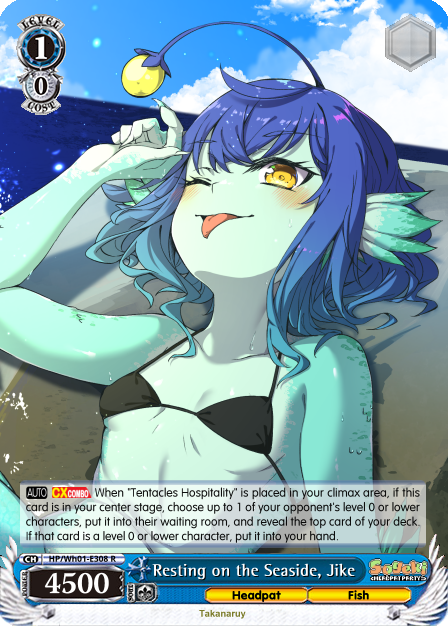 LEVEL
1
0
COST
AUTO CX COMBO When "Tentacles Hospitality" is placed in your climax area, if this
card is in your center stage, choose up to 1 of your opponent's level 0 or lower
characters, put it into their waiting room, and reveal the top card of your deck.
If that card is a level 0 or lower character, put it into your hand.
CH HP/Wh01-E308 R
POWER 4500 SOUL Resting on the Seaside, Jike
Headpat Fish
Sayeki
HEADPAT PARTY
Takanaruy